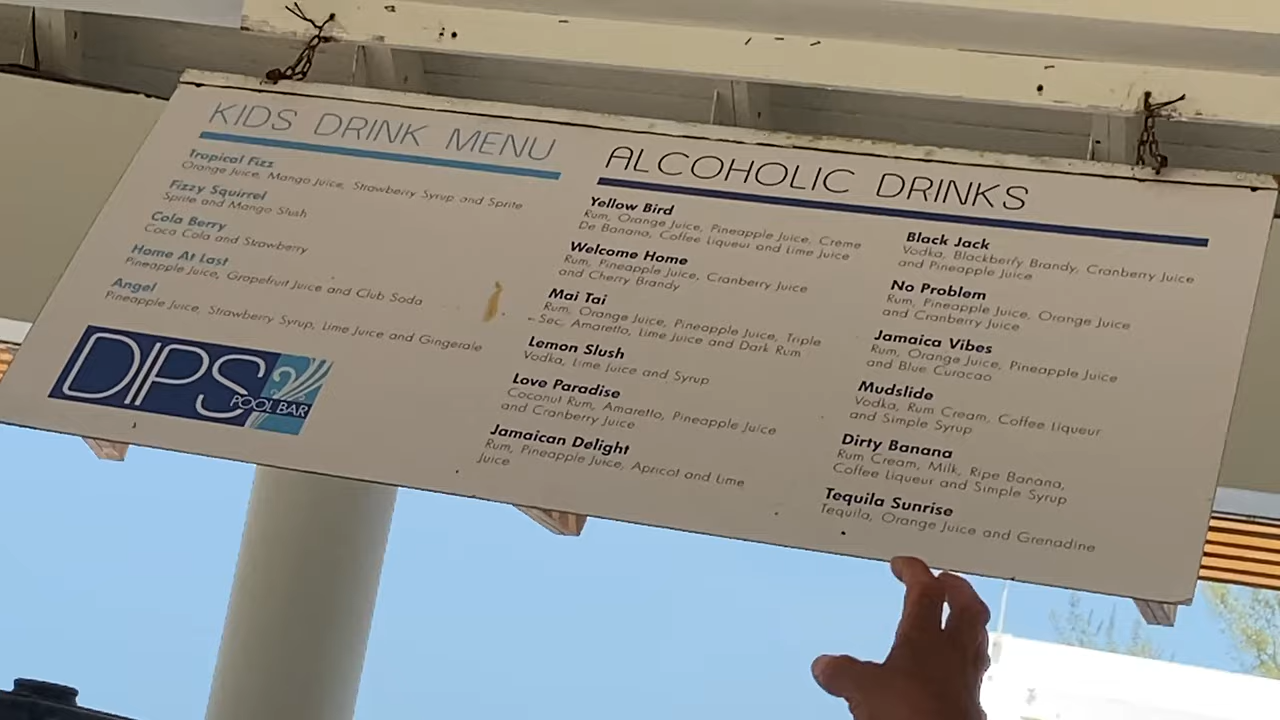 KIDS DRINK MENU
Tropical Fizz
Orange Juice, Mango Juice, Strawberry Syrup and Sprite
Fizzy Squirrel
Sprite and Mango Slush
Cola Berry
Coca Cola and Strawberry
Home At Last
Pineapple Juice, Grapefruit Juice and Club Soda
Angel
Pineapple Juice, Strawberry Syrup, Lime Juice and Gingerale
DIPS
POOL BAR
ALCOHOLIC DRINKS
Yellow Bird
Rum, Orange Juice, Pineapple Juice, Creme
De Banana, Coffee Liqueur and Lime Juice
Welcome Home
Rum, Pineapple Juice, Cranberry Juice
and Cherry Brandy
Mai Tai
Rum, Orange Juice, Pineapple Juice, Triple
Sec, Amaretto, Lime Juice and Dark Rum
Lemon Slush
Vodka, Lime Juice and Syrup
Love Paradise
Coconut Rum, Amaretto, Pineapple Juice
and Cranberry Juice
Jamaican Delight
Rum, Pineapple Juice, Apricot and Lime
Juice
Black Jack
Vodka, Blackberry Brandy, Cranberry Juice
and Pineapple Juice
No Problem
Rum, Pineapple Juice, Orange Juice
and Cranberry Juice
Jamaica Vibes
Rum, Orange Juice, Pineapple Juice
and Blue Curacao
Mudslide
Vodka, Rum Cream, Coffee Liqueur
and Simple Syrup
Dirty Banana
Rum Cream, Milk, Ripe Banana,
Coffee Liqueur and Simple Syrup
Tequila Sunrise
Tequila, Orange Juice and Grenadine